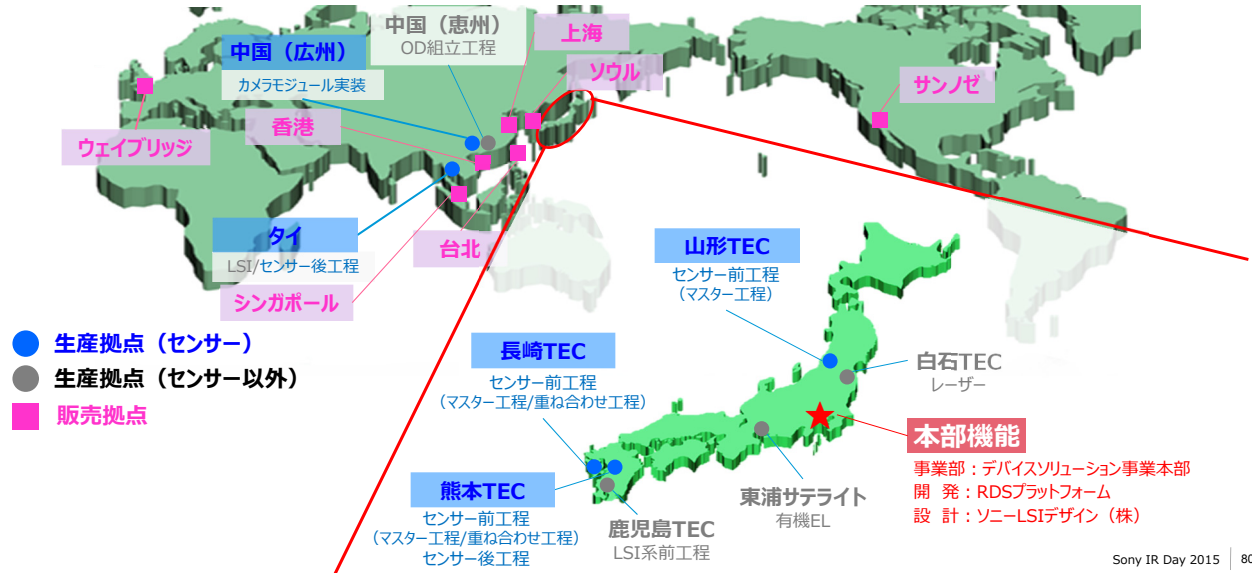 中国（恵州）
OD組立工程
中国（広州）
カメラモジュール実装
上海
ソウル
サンノゼ
香港
ウェイブリッジ
タイ
LSI/センサー後工程
台北
シンガポール
生産拠点（センサー）
生産拠点（センサー以外）
販売拠点
山形TEC
センサー前工程
（マスター工程）
長崎TEC
センサー前工程
（マスター工程/重ね合わせ工程）
白石TEC
レーザー
本部機能
事業部：デバイスソリューション事業本部
開 発：RDSプラットフォーム
設 計：ソニーLSIデザイン（株）
熊本TEC
センサー前工程
（マスター工程/重ね合わせ工程）
センサー後工程
鹿児島TEC
LSI系前工程
東浦サテライト
有機EL
Sony IR Day 2015 80